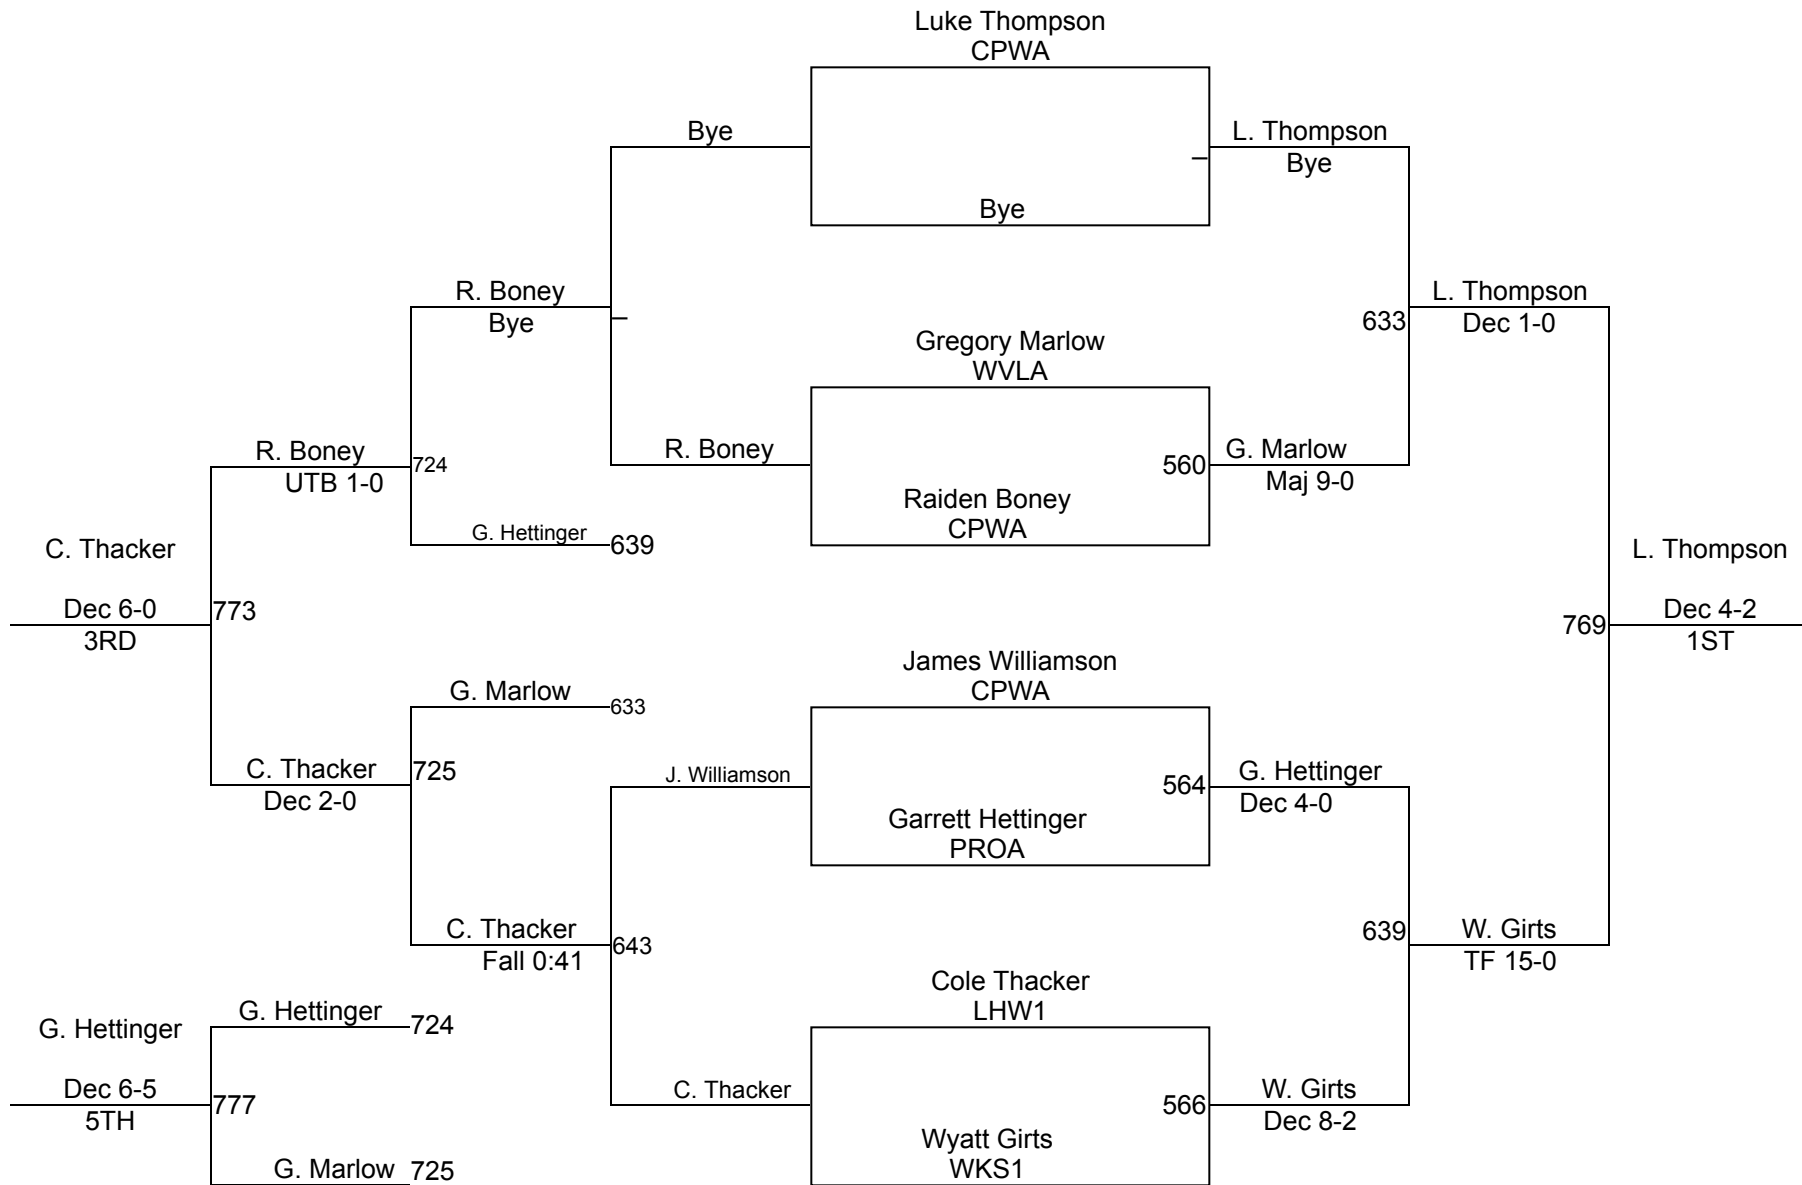 Luke Thompson
CPWA
Bye
L. Thompson
Bye
Bye
R. Boney
Bye
L. Thompson
Dec 1-0
633
Gregory Marlow
WVLA
R. Boney
UTB 1-0
724
R. Boney
560
G. Marlow
Maj 9-0
Raiden Boney
CPWA
G. Hettinger
639
C. Thacker
Dec 6-0
3RD
773
L. Thompson
Dec 4-2
1ST
769
James Williamson
CPWA
G. Marlow
633
C. Thacker
Dec 2-0
725
J. Williamson
564
G. Hettinger
Dec 4-0
Garrett Hettinger
PROA
C. Thacker
Fall 0:41
643
639
W. Girts
TF 15-0
Cole Thacker
LHW1
G. Hettinger
724
G. Hettinger
Dec 6-5
5TH
777
C. Thacker
566
W. Girts
Dec 8-2
Wyatt Girts
WKS1
G. Marlow
725